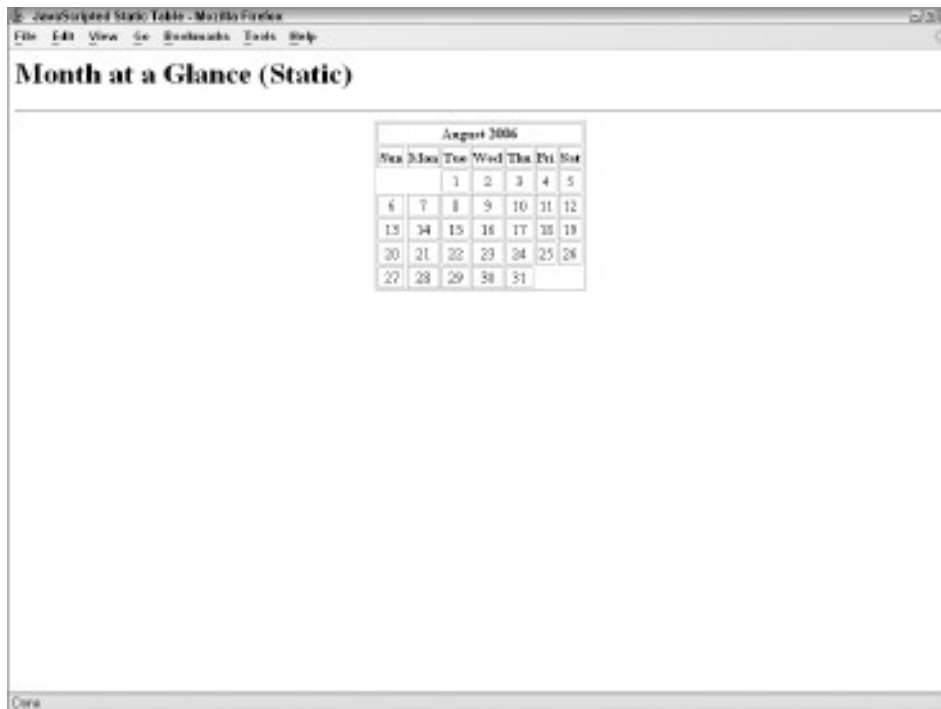 JavaScripted Static Table - Mozilla Firefox
File Edit View Go Bookmarks Tools Help
Month at a Glance (Static)
August 2006
Sun Mon Tue Wed Thu Fri Sat
1 2 3 4 5
6 7 8 9 10 11 12
13 14 15 16 17 18 19
20 21 22 23 24 25 26
27 28 29 30 31
Done